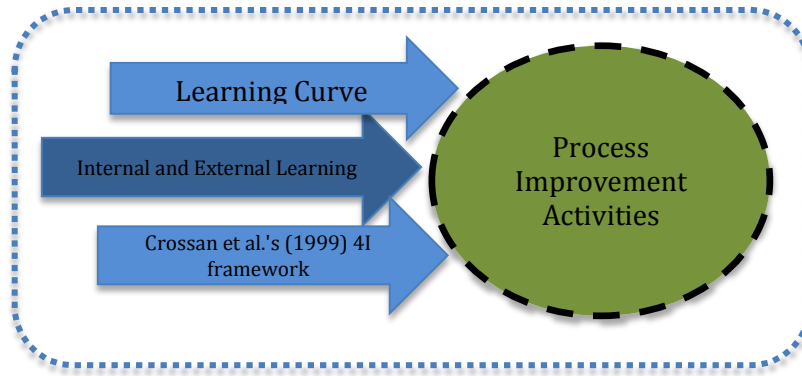 Learning Curve
Internal and External Learning
Crossan et al.'s (1999) 4I
framework
Process
Improvement
Activities